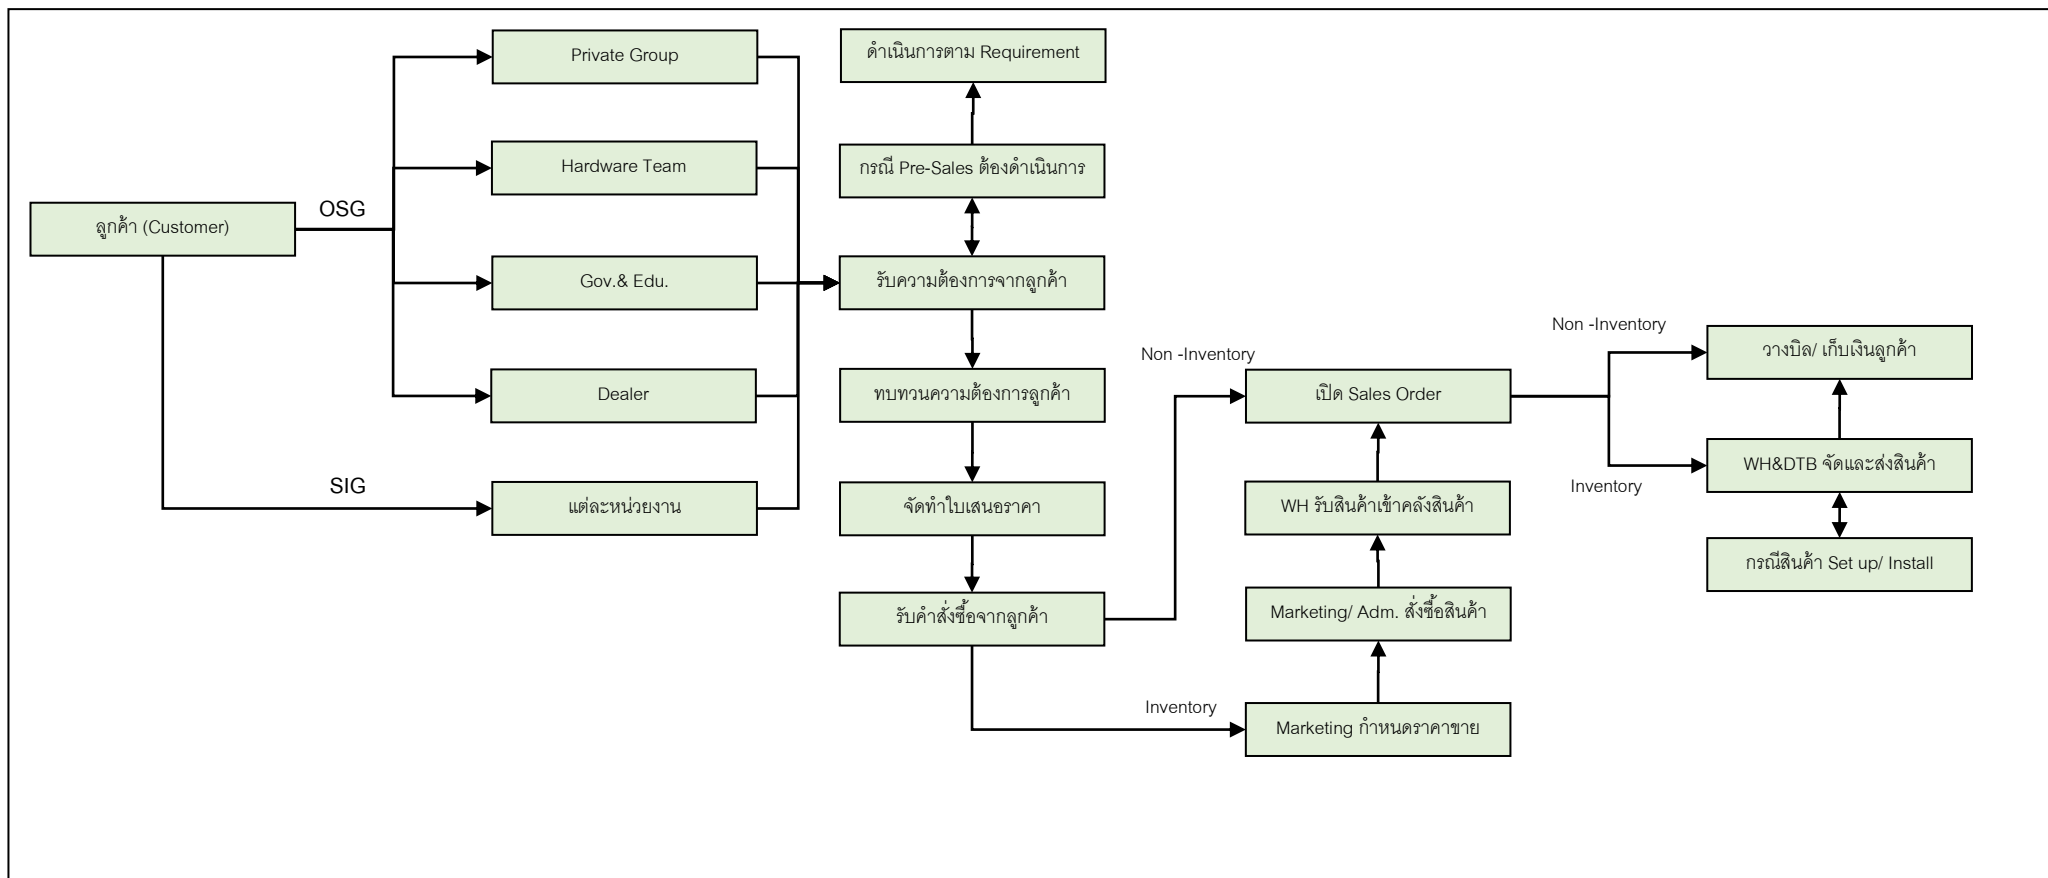 Private Group
Hardware Team
ลูกค้า (Customer)
OSG
Gov.& Edu.
Dealer
SIG
แต่ละหน่วยงาน
ดำเนินการตาม Requirement
กรณี Pre-Sales ต้องดำเนินการ
รับความต้องการจากลูกค้า
ทบทวนความต้องการลูกค้า
จัดทำใบเสนอราคา
รับคำสั่งซื้อจากลูกค้า
Non -Inventory
Inventory
เปิด Sales Order
WH รับสินค้าเข้าคลังสินค้า
Marketing/ Adm. สั่งซื้อสินค้า
Marketing กำหนดราคาขาย
Non -Inventory
Inventory
วางบิล/ เก็บเงินลูกค้า
WH&DTB จัดและส่งสินค้า
กรณีสินค้า Set up/ Install